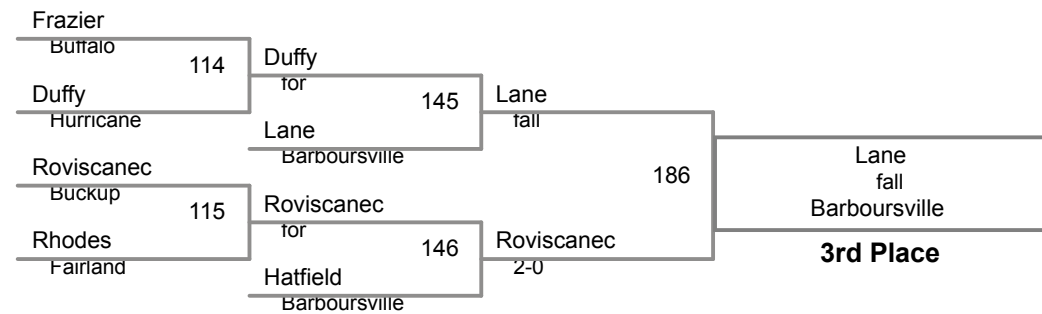 Frazier
Buffalo
114
Duffy
for
Duffy
Hurricane
145
Lane
fall
Lane
Barboursville
Roviscanec
Buckup
186
Lane
fall
Barboursville
115
Roviscanec
for
Rhodes
Fairland
146
Roviscanec
2-0
3rd Place
Hatfield
Barboursville